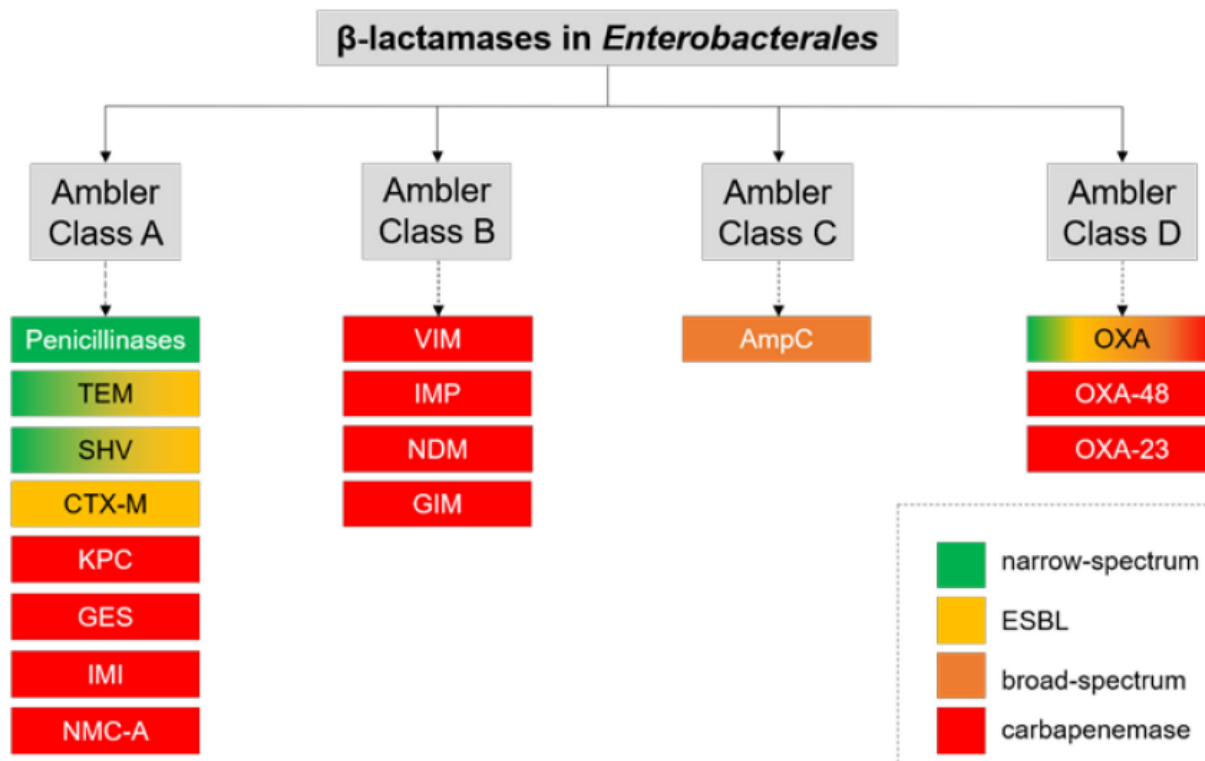 β-lactamases in Enterobacterales
Ambler
Class A
Ambler
Class B
Ambler
Class C
Ambler
Class D
Penicillinases
TEM
SHV
CTX-M
KPC
GES
IMI
NMC-A
VIM
IMP
NDM
GIM
AmpC
OXA
OXA-48
OXA-23
narrow-spectrum
ESBL
broad-spectrum
carbapenemase